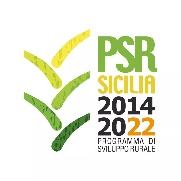 PSR
SICILIA
2014
2022
PROGRAMMA DI
SVILUPPO RURALE